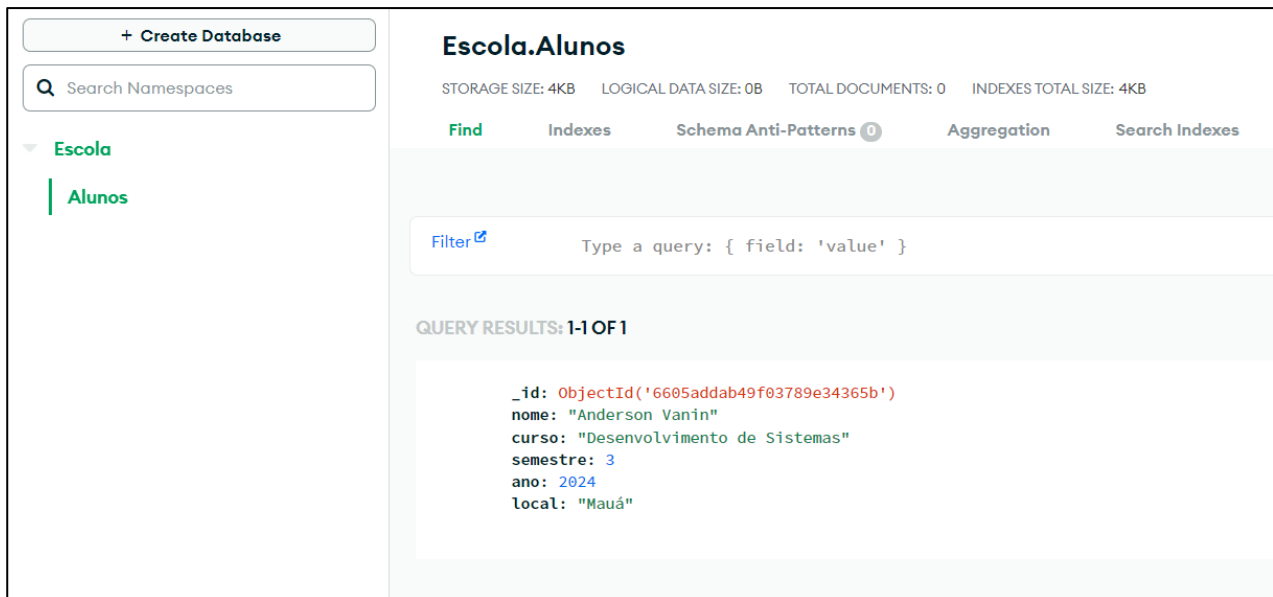 + Create Database
Search Namespaces
Escola
Alunos
Escola.Alunos
STORAGE SIZE: 4KB LOGICAL DATA SIZE: 0B TOTAL DOCUMENTS: 0 INDEXES TOTAL SIZE: 4KB
Find Indexes Schema Anti-Patterns 0 Aggregation Search Indexes
Filter Type a query: { field: 'value' }
QUERY RESULTS: 1-1 OF 1
_id: ObjectId('6605addab49f03789e34365b')
nome: "Anderson Vanin"
curso: "Desenvolvimento de Sistemas"
semestre: 3
ano: 2024
local: "Mauá"